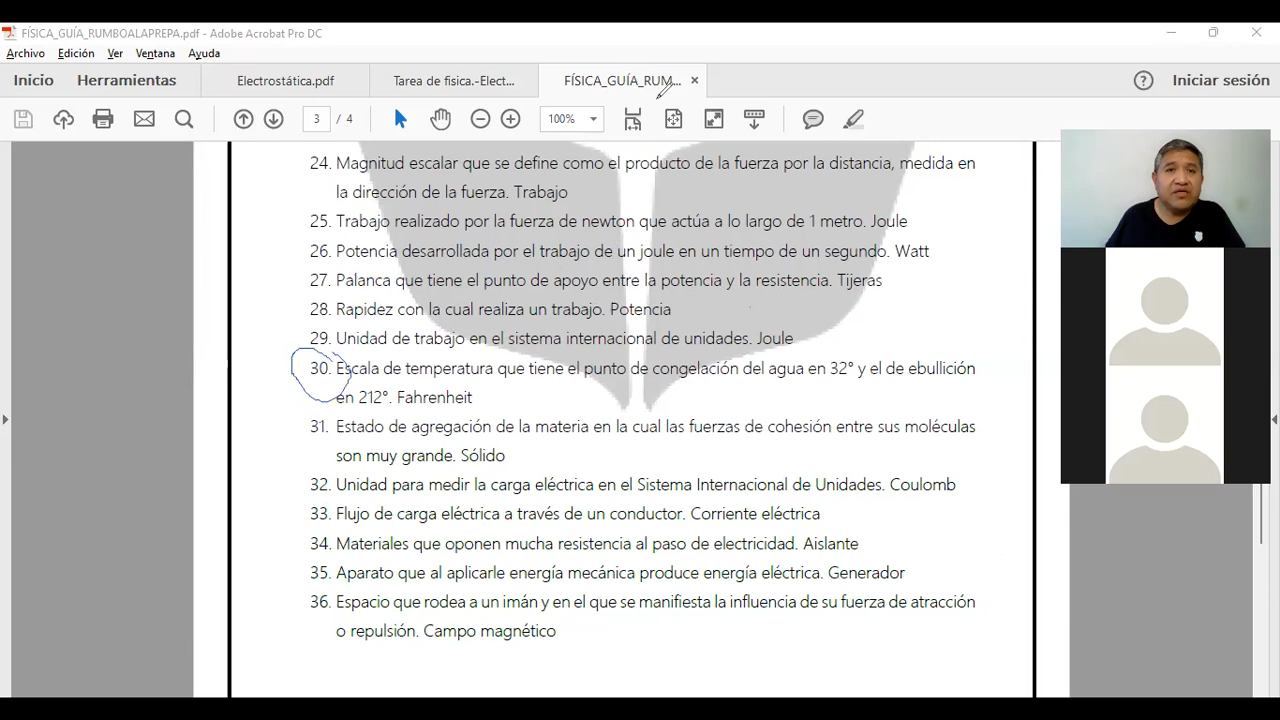 FÍSICA_GUÍA_RUMBOALAPREPA.pdf - Adobe Acrobat Pro DC
Archivo Edición Ver Ventana Ayuda
Inicio Herramientas Electrostática.pdf Tarea de fisica.-Elect... FÍSICA_GUÍA_RUM... Iniciar sesión
3 / 4 100%
24. Magnitud escalar que se define como el producto de la fuerza por la distancia, medida en
la dirección de la fuerza. Trabajo
25. Trabajo realizado por la fuerza de newton que actúa a lo largo de 1 metro. Joule
26. Potencia desarrollada por el trabajo de un joule en un tiempo de un segundo. Watt
27. Palanca que tiene el punto de apoyo entre la potencia y la resistencia. Tijeras
28. Rapidez con la cual realiza un trabajo. Potencia
29. Unidad de trabajo en el sistema internacional de unidades. Joule
30. Escala de temperatura que tiene el punto de congelación del agua en 32° y el de ebullición
en 212°. Fahrenheit
31. Estado de agregación de la materia en la cual las fuerzas de cohesión entre sus moléculas
son muy grande. Sólido
32. Unidad para medir la carga eléctrica en el Sistema Internacional de Unidades. Coulomb
33. Flujo de carga eléctrica a través de un conductor. Corriente eléctrica
34. Materiales que oponen mucha resistencia al paso de electricidad. Aislante
35. Aparato que al aplicarle energía mecánica produce energía eléctrica. Generador
36. Espacio que rodea a un imán y en el que se manifiesta la influencia de su fuerza de atracción
o repulsión. Campo magnético